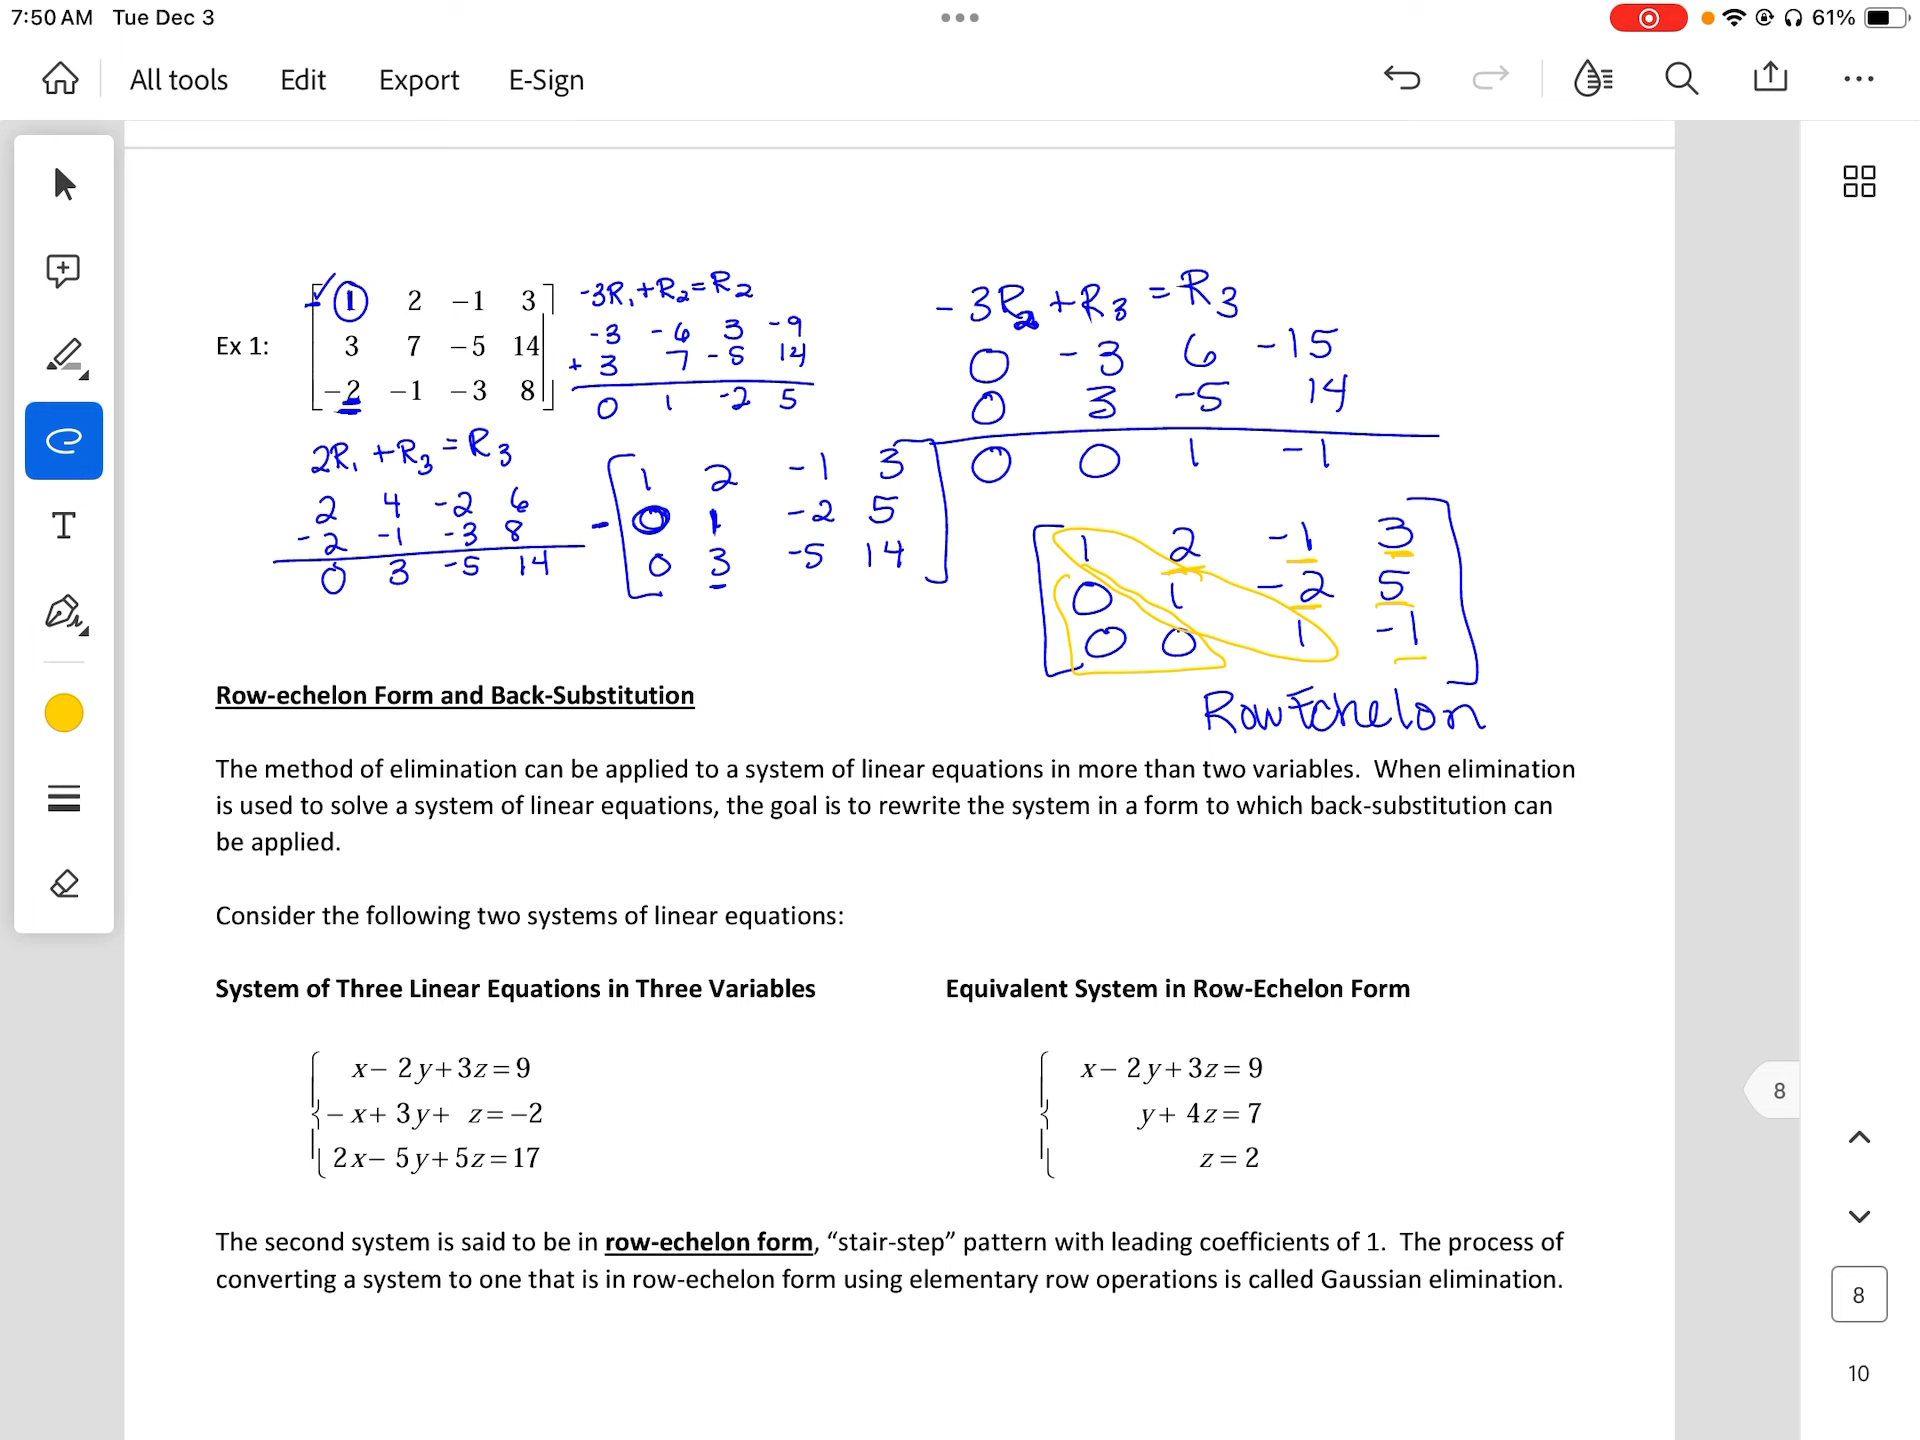 7:50 AM Tue Dec 3
61%
All tools Edit Export E-Sign
Ex 1:
1 2 −1 3
3 7 −5 14
−2 −1 −3 8
-3R₁+R₂=R₂
-3 -6 3 -9
+ 3 7 -5 14
0 1 -2 5
-3R₂+R₃=R₃
0 -3 6 -15
0 3 -5 14
0 0 1 -1
2R₁+R₃=R₃
2 4 -2 6
-2 -1 -3 8
0 3 -5 14
1 2 -1 3
0 1 -2 5
0 3 -5 14
1 2 -1 3
0 1 -2 5
0 0 1 -1
Row Echelon
Row-echelon Form and Back-Substitution
The method of elimination can be applied to a system of linear equations in more than two variables. When elimination
is used to solve a system of linear equations, the goal is to rewrite the system in a form to which back-substitution can
be applied.
Consider the following two systems of linear equations:
System of Three Linear Equations in Three Variables
x− 2y+3z=9
−x+ 3y+ z=−2
2x− 5y+5z=17
Equivalent System in Row-Echelon Form
x− 2y+3z=9
y+ 4z=7
z=2
The second system is said to be in row-echelon form, “stair-step” pattern with leading coefficients of 1. The process of
converting a system to one that is in row-echelon form using elementary row operations is called Gaussian elimination.
8
8
10